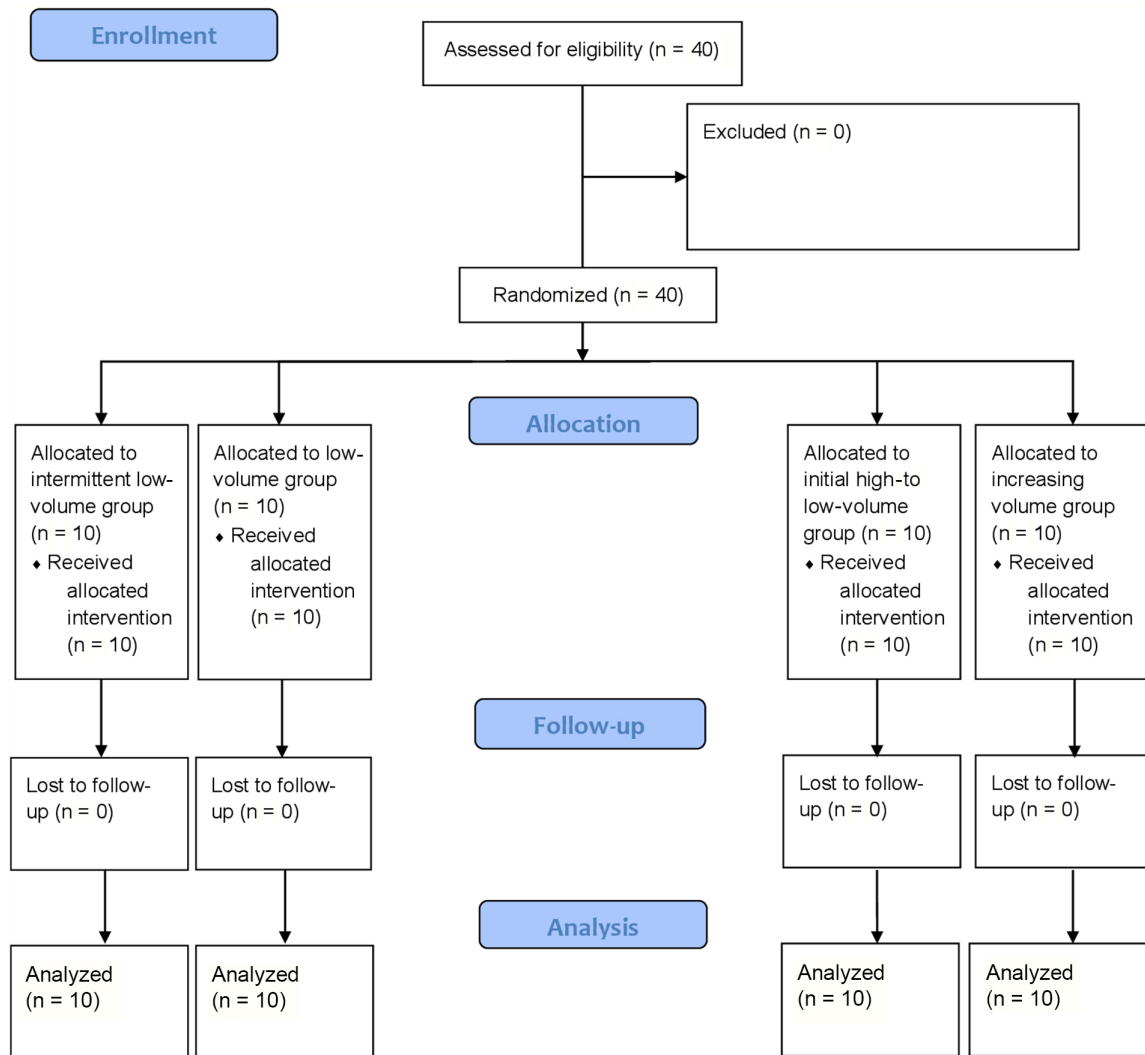 Enrollment
Assessed for eligibility (n = 40)
Excluded (n = 0)
Randomized (n = 40)
Allocation
Allocated to
intermittent low-
volume group
(n = 10)
♦ Received
allocated
intervention
(n = 10)
Allocated to low-
volume group
(n = 10)
♦ Received
allocated
intervention
(n = 10)
Allocated to
initial high-to
low-volume
group (n = 10)
♦ Received
allocated
intervention
(n = 10)
Allocated to
increasing
volume group
(n = 10)
♦ Received
allocated
intervention
(n = 10)
Follow-up
Lost to follow-
up (n = 0)
Lost to follow-
up (n = 0)
Lost to follow-
up (n = 0)
Lost to follow-
up (n = 0)
Analysis
Analyzed
(n = 10)
Analyzed
(n = 10)
Analyzed
(n = 10)
Analyzed
(n = 10)